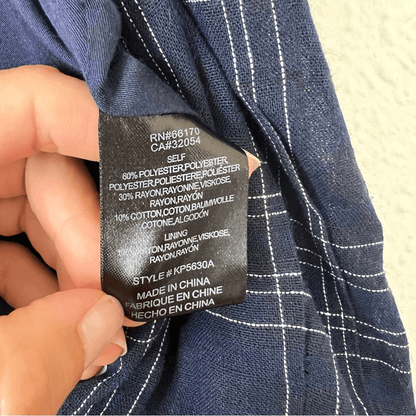 RN#66170
CA#32054
SELF
60% POLYESTER,POLYESTER,
POLYESTER,POLIESTERE,POLIÉSTER
30% RAYON,RAYONNE,VISKOSE,
RAYON,RAYÓN
10% COTTON,COTON,BAUMWOLLE
COTONE,ALGODÓN
LINING
RAYON,RAYONNE,VISKOSE,
RAYON,RAYÓN
STYLE # KP5630A
MADE IN CHINA
FABRIQUE EN CHINE
HECHO EN CHINA